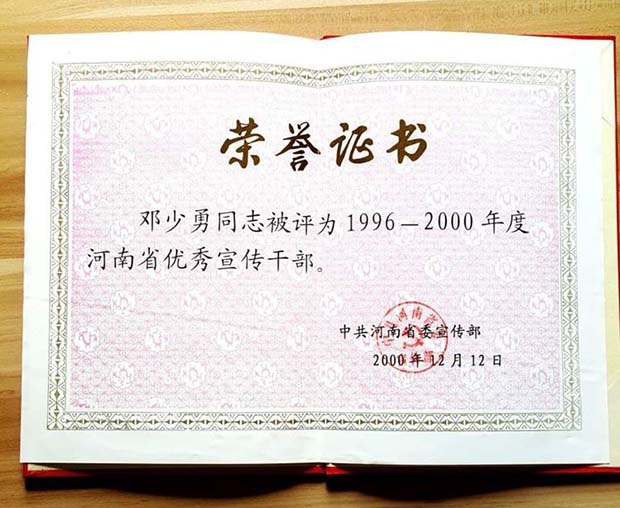 荣誉证书
邓少勇同志被评为1996—2000年度
河南省优秀宣传干部。
中共河南省委宣传部
2000年12月12日